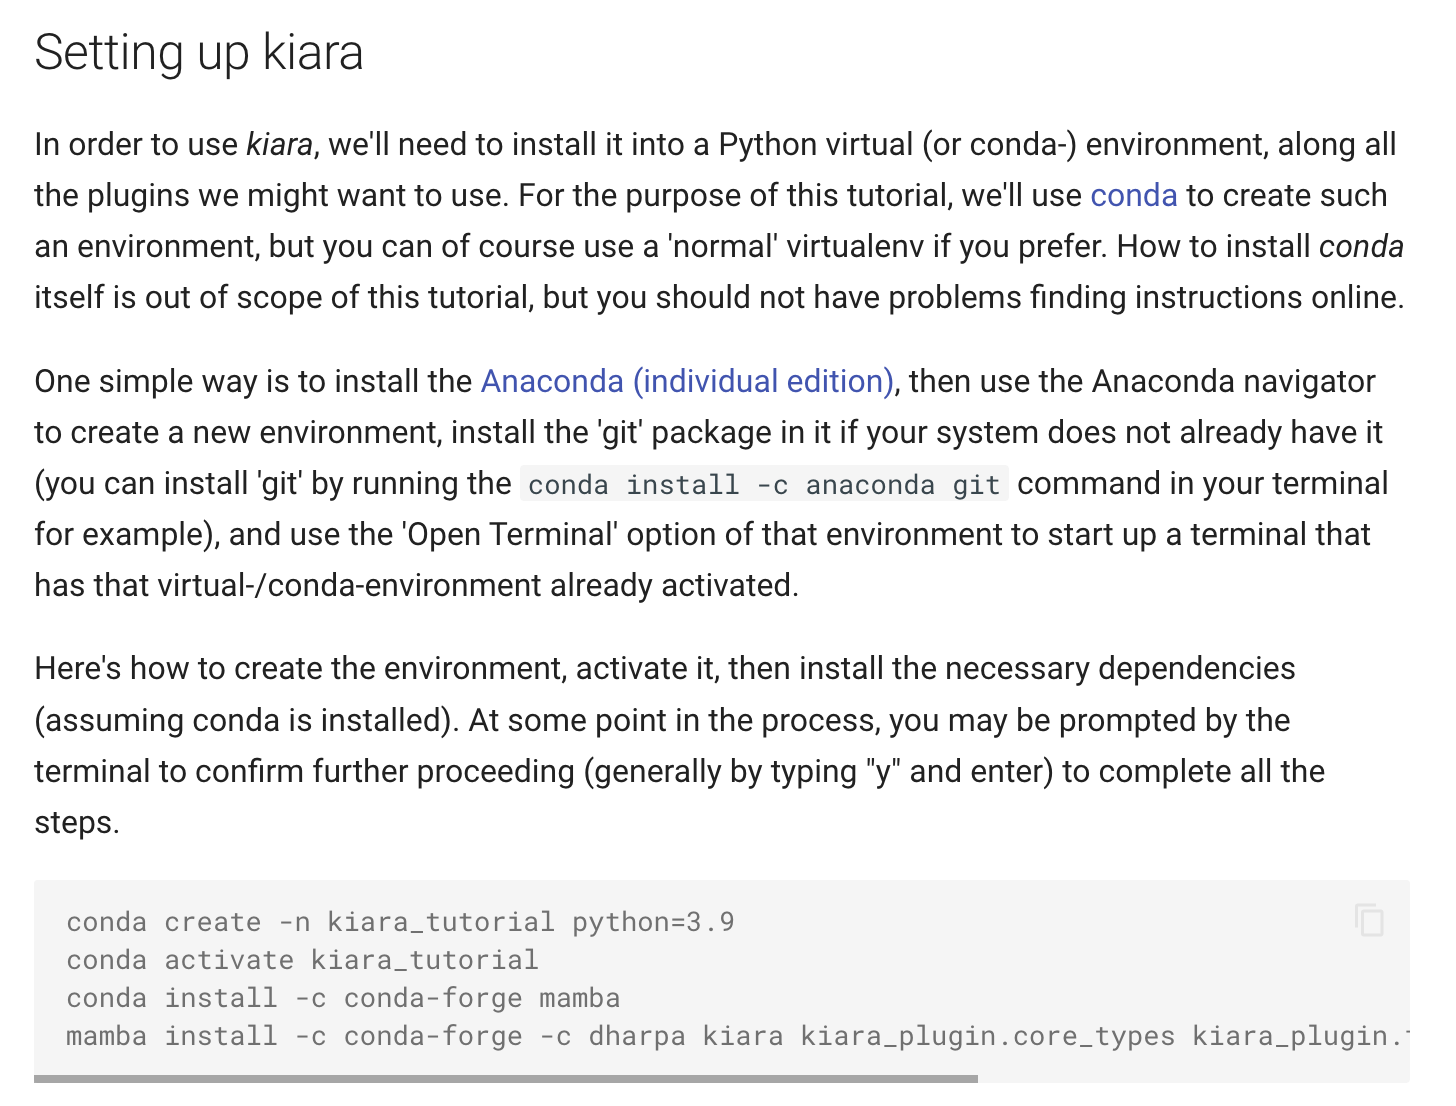 Setting up kiara
In order to use kiara, we'll need to install it into a Python virtual (or conda-) environment, along all
the plugins we might want to use. For the purpose of this tutorial, we'll use conda to create such
an environment, but you can of course use a 'normal' virtualenv if you prefer. How to install conda
itself is out of scope of this tutorial, but you should not have problems finding instructions online.
One simple way is to install the Anaconda (individual edition), then use the Anaconda navigator
to create a new environment, install the 'git' package in it if your system does not already have it
(you can install 'git' by running the conda install -c anaconda git command in your terminal
for example), and use the 'Open Terminal' option of that environment to start up a terminal that
has that virtual-/conda-environment already activated.
Here's how to create the environment, activate it, then install the necessary dependencies
(assuming conda is installed). At some point in the process, you may be prompted by the
terminal to confirm further proceeding (generally by typing "y" and enter) to complete all the
steps.
conda create -n kiara_tutorial python=3.9
conda activate kiara_tutorial
conda install -c conda-forge mamba
mamba install -c conda-forge -c dharpa kiara kiara_plugin.core_types kiara_plugin.